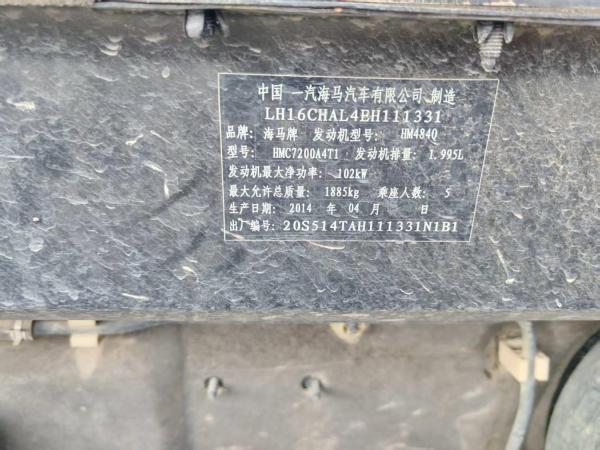 中国 一汽海马汽车有限公司 制造
LH16CHAL4EH111331
品牌: 海马牌 发动机型号: HM484Q
型号: HMC7200A4T1 发动机排量: 1.995L
发动机最大净功率: 102kW
最大允许总质量: 1885kg 乘座人数: 5
生产日期: 2014 年 04 月 日
出厂编号: 20S514TAH111331N1B1